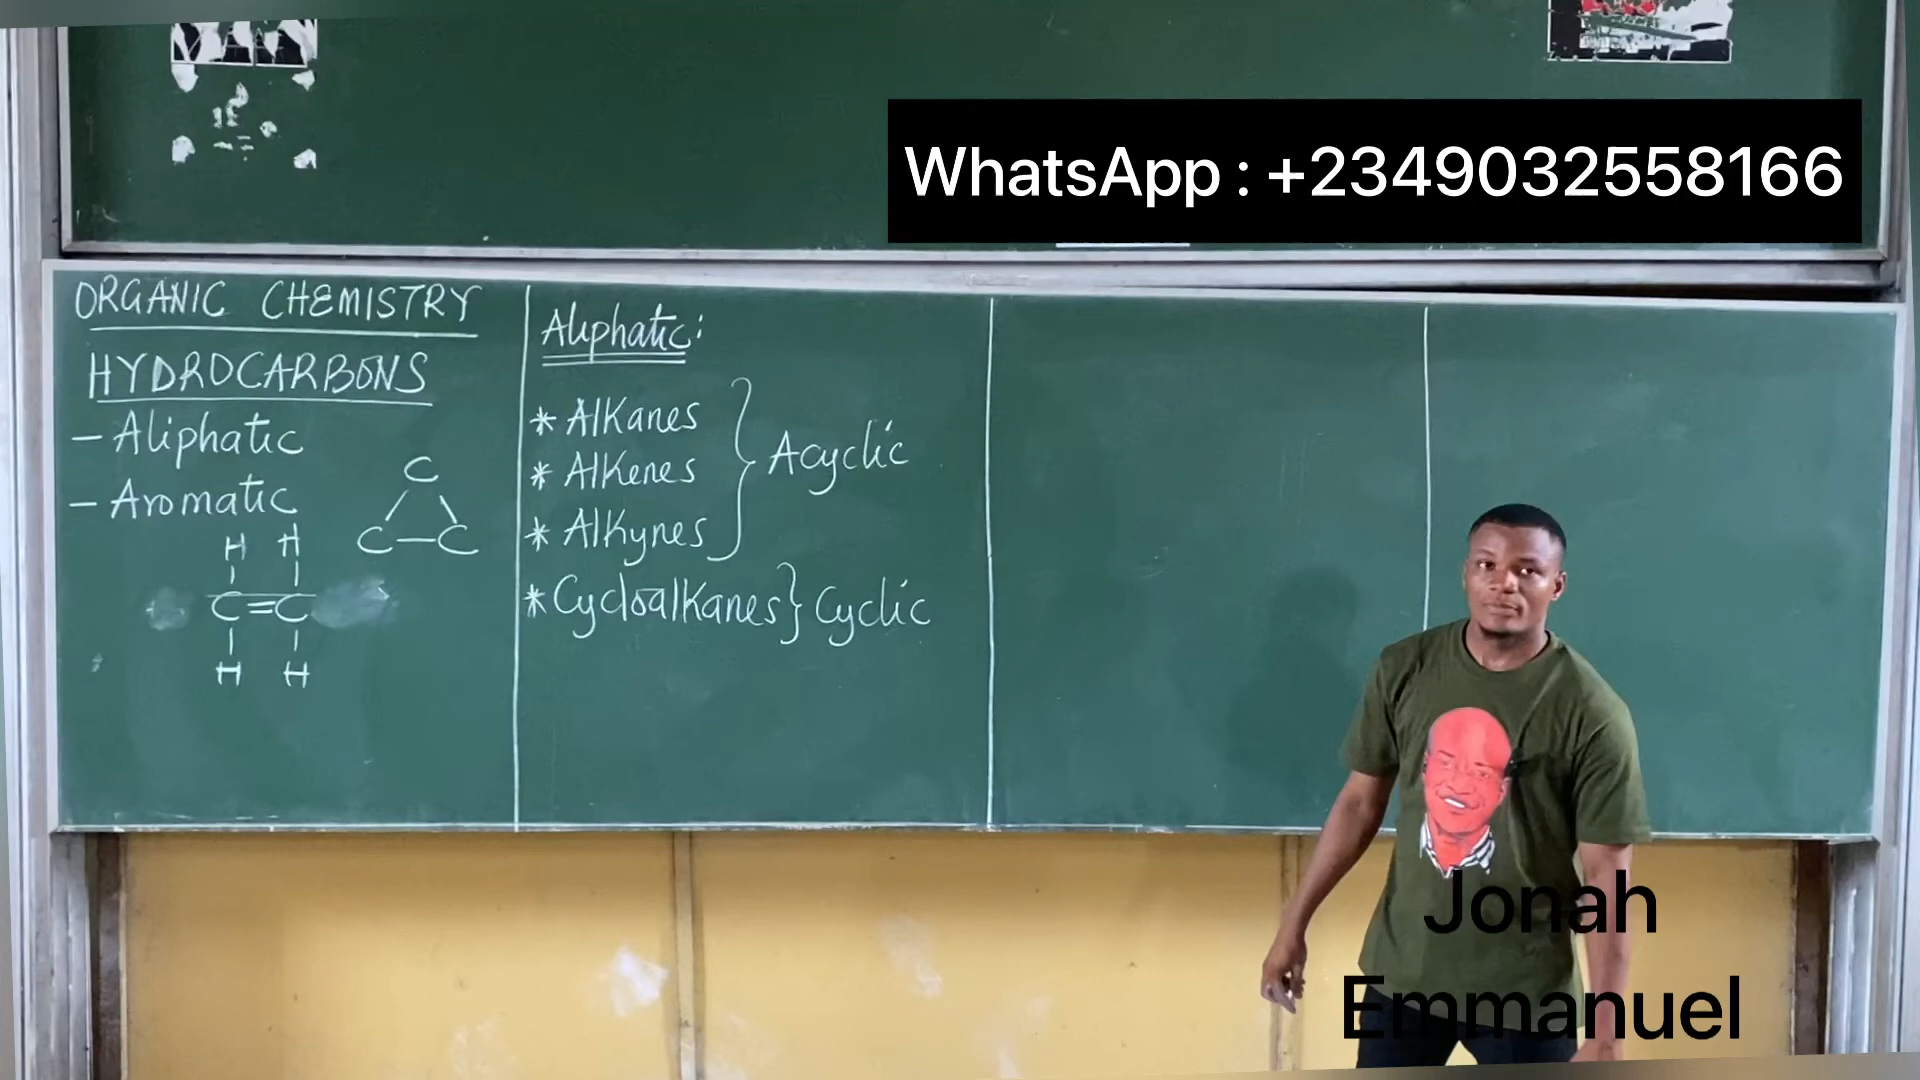 WhatsApp : +2349032558166
ORGANIC CHEMISTRY
HYDROCARBONS
- Aliphatic
- Aromatic
C
C—C
H H
C=C
H H
Aliphatic:
* Alkanes
* Alkenes
* Alkynes
} Acyclic
* Cycloalkanes } Cyclic
Jonah
Emmanuel